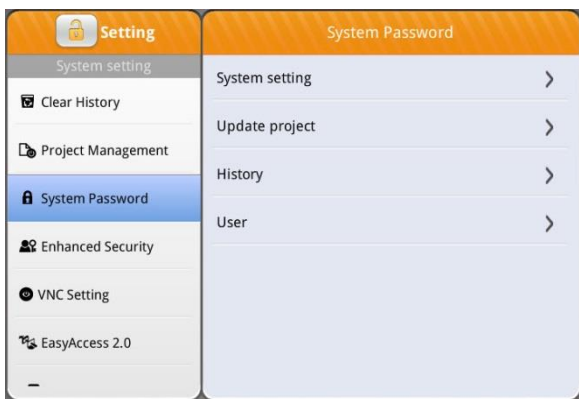 Setting
System setting
Clear History
Project Management
System Password
Enhanced Security
VNC Setting
EasyAccess 2.0
System Password
System setting
Update project
History
User